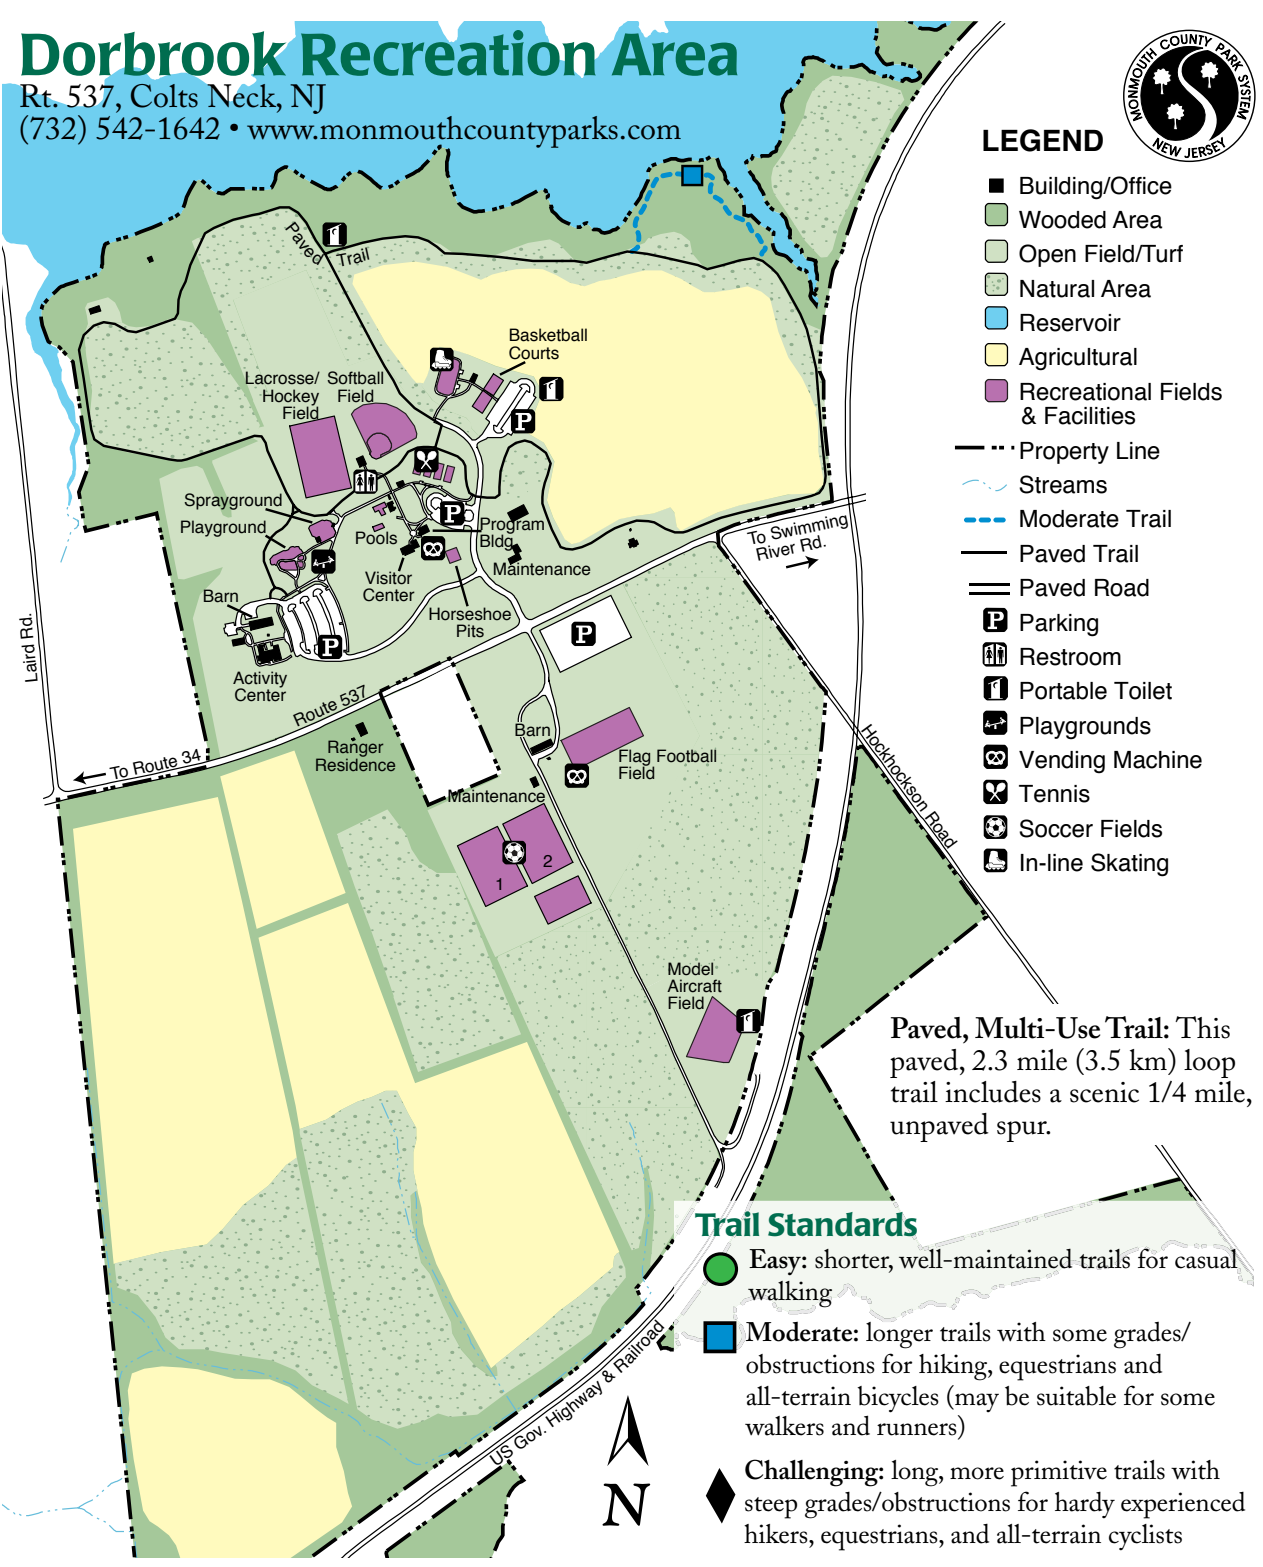 Dorbrook Recreation Area
Rt. 537, Colts Neck, NJ
(732) 542-1642 • www.monmouthcountyparks.com
MONMOUTH COUNTY PARK SYSTEM
NEW JERSEY
LEGEND
Building/Office
Wooded Area
Open Field/Turf
Natural Area
Reservoir
Agricultural
Recreational Fields
& Facilities
Property Line
Streams
Moderate Trail
Paved Trail
Paved Road
P Parking
Restroom
Portable Toilet
Playgrounds
Vending Machine
Tennis
Soccer Fields
In-line Skating
Paved
Trail
Basketball
Courts
Lacrosse/
Hockey
Field
Softball
Field
P
Sprayground
Playground
Pools
P
Program
Bldg.
Maintenance
Visitor
Center
Horseshoe
Pits
Barn
P
Activity
Center
To Swimming
River Rd.
P
Laird Rd.
Route 537
To Route 34
Ranger
Residence
Barn
Flag Football
Field
Maintenance
1
2
Hockhockson Road
Model
Aircraft
Field
Paved, Multi-Use Trail: This
paved, 2.3 mile (3.5 km) loop
trail includes a scenic 1/4 mile,
unpaved spur.
US Gov. Highway & Railroad
N
Trail Standards
Easy: shorter, well-maintained trails for casual
walking
Moderate: longer trails with some grades/
obstructions for hiking, equestrians and
all-terrain bicycles (may be suitable for some
walkers and runners)
Challenging: long, more primitive trails with
steep grades/obstructions for hardy experienced
hikers, equestrians, and all-terrain cyclists